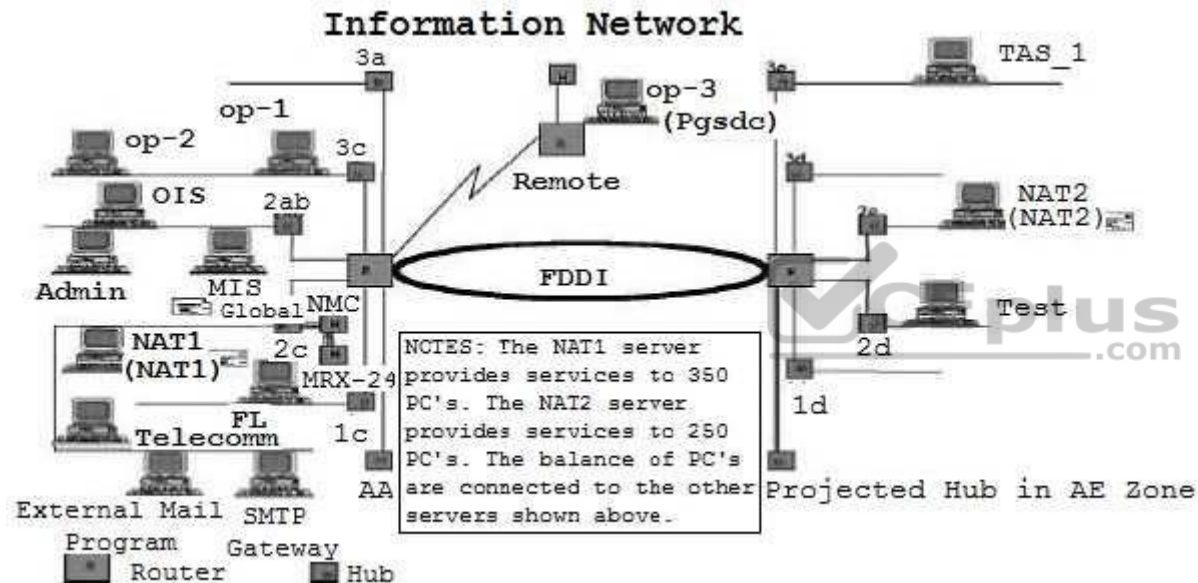 Information Network
3a
3e
TAS_1
H
op-3
(Pgsdc)
op-1
op-2
3c
3d
Remote
OIS
2ab
NAT2
(NAT2)
Admin
MIS
Global
FDDI
NMC
Test
NAT1
(NAT1)
2c
2d
MRX-24
H
H
FL
Telecomm
1c
1d
NOTES: The NAT1 server
provides services to 350
PC's. The NAT2 server
provides services to 250
PC's. The balance of PC's
are connected to the other
servers shown above.
AA
Projected Hub in AE Zone
External Mail
Program
SMTP
Gateway
Router
Hub
plus
.com